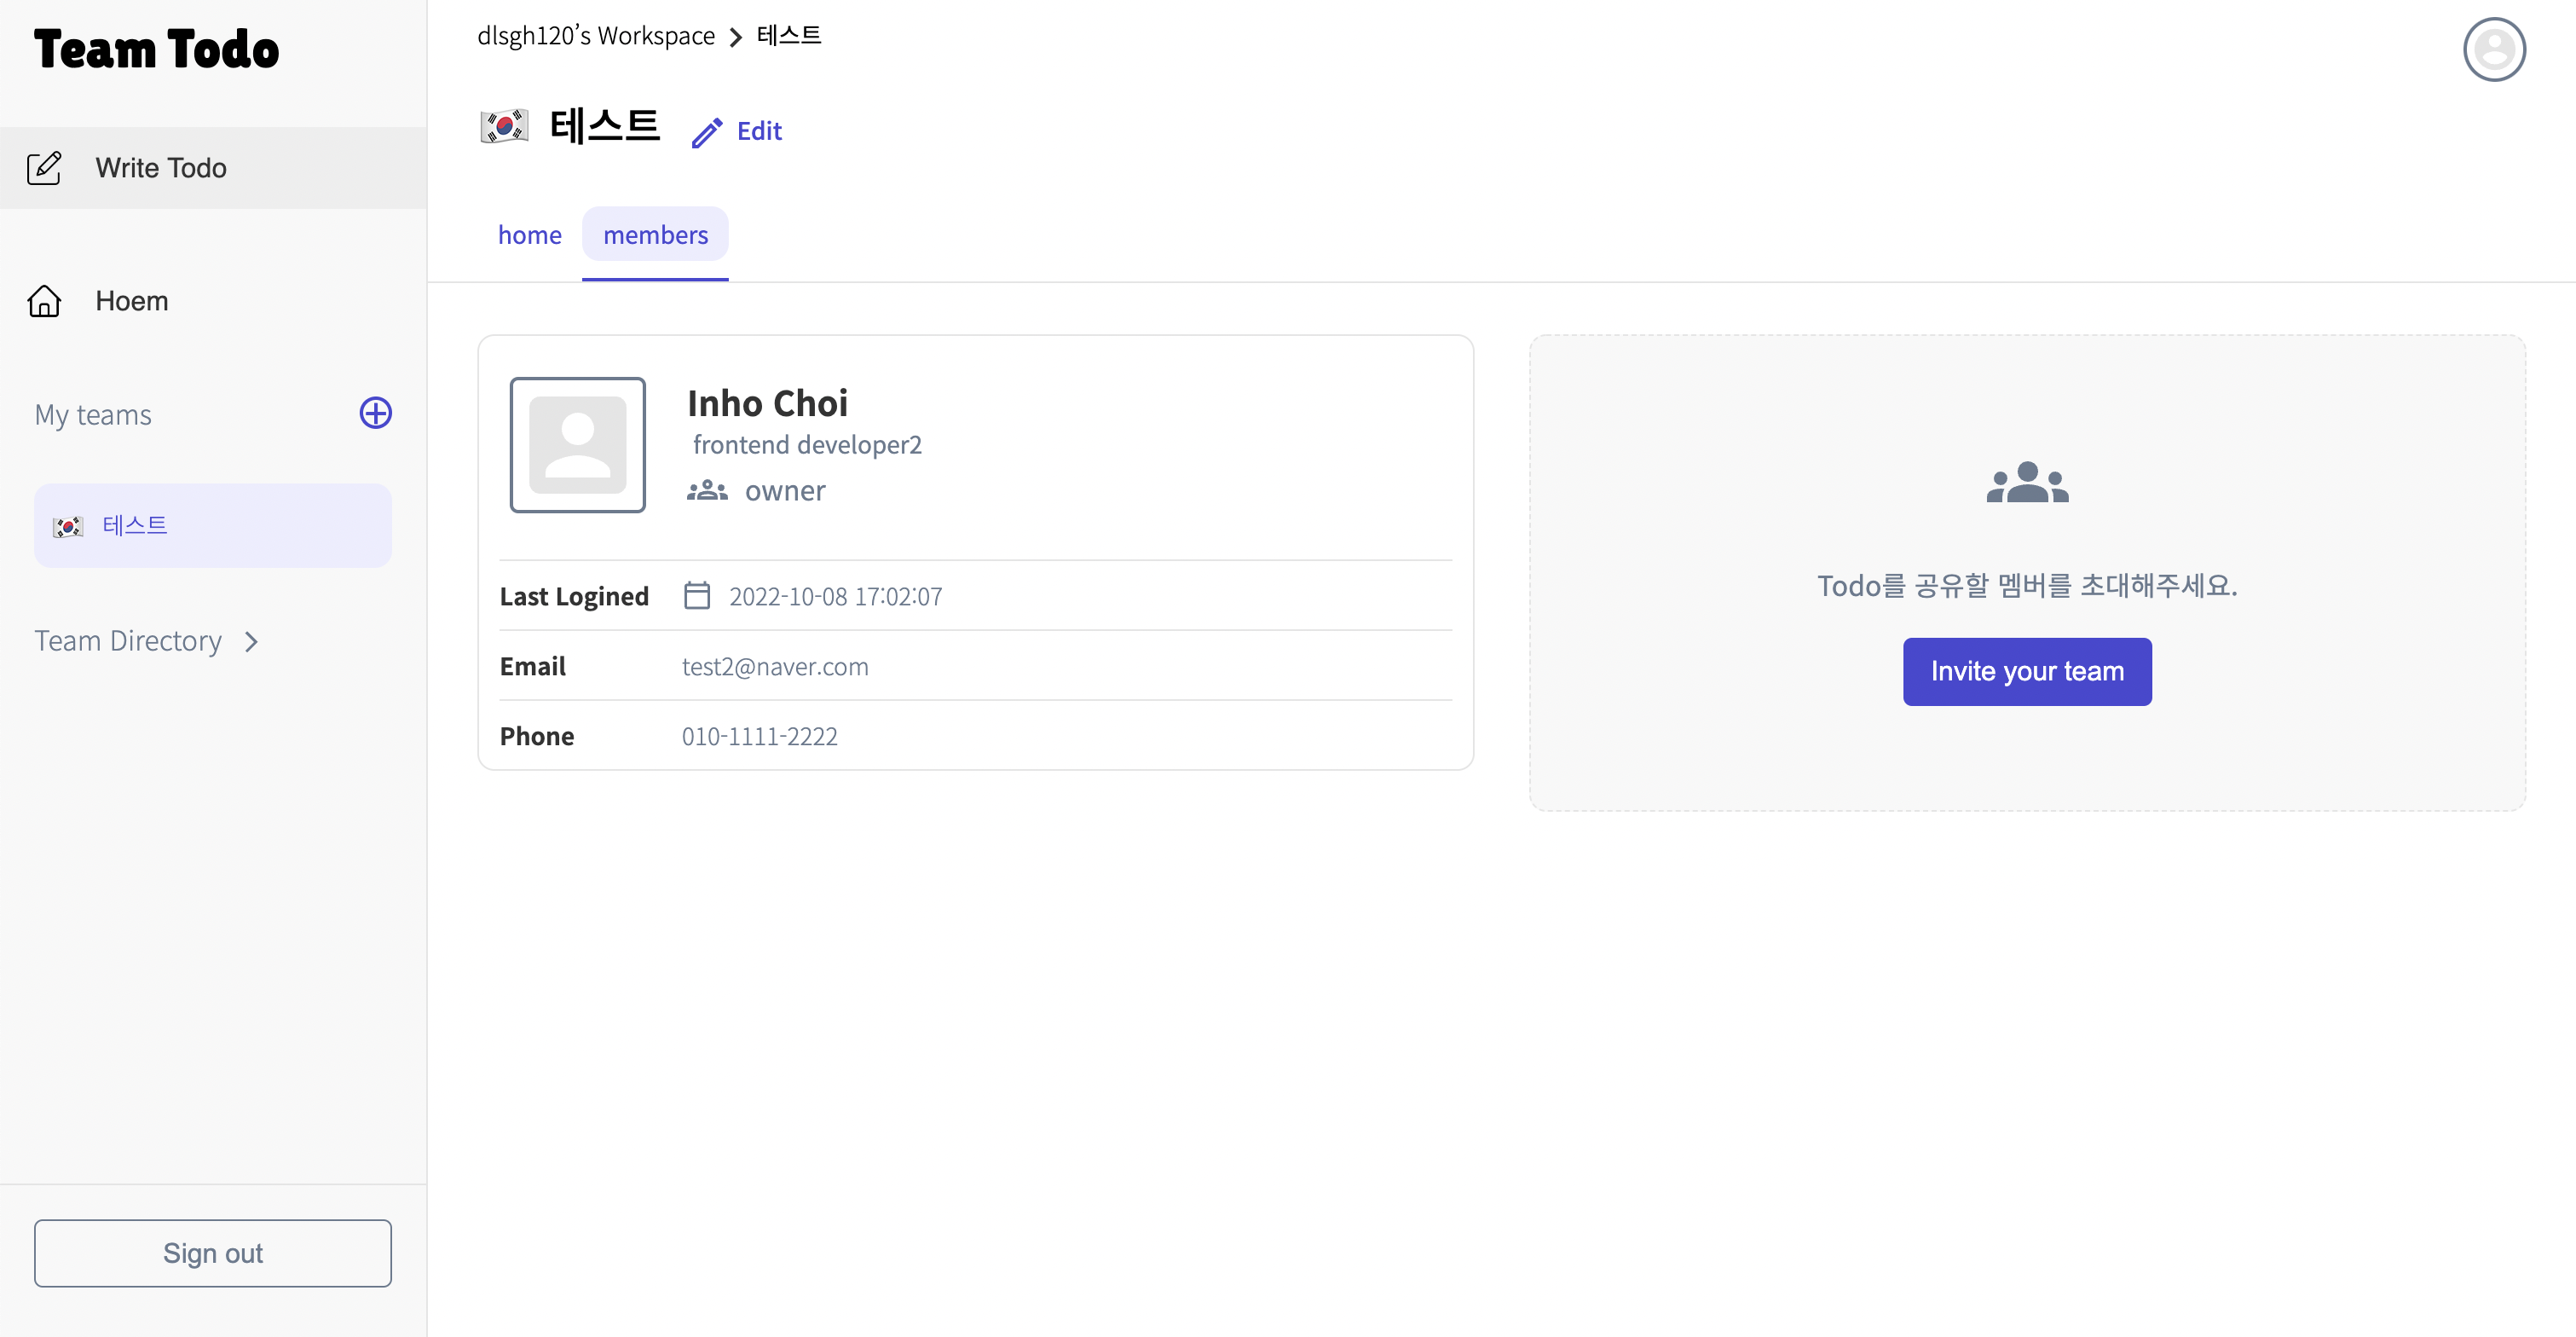 Team Todo
Write Todo
Hoem
My teams
테스트
Team Directory
Sign out
dlsgh120’s Workspace 테스트
테스트 Edit
home members
Inho Choi
frontend developer2
owner
Last Logined 2022-10-08 17:02:07
Email test2@naver.com
Phone 010-1111-2222
Todo를 공유할 멤버를 초대해주세요.
Invite your team